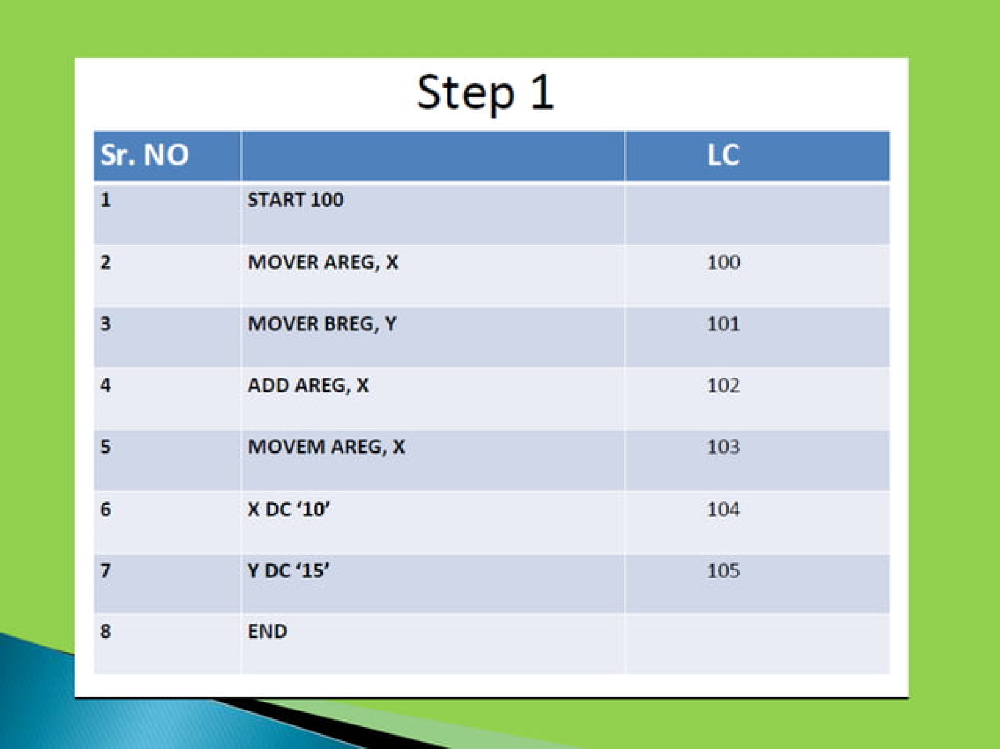 Step 1
Sr. NO LC
1 START 100
2 MOVER AREG, X 100
3 MOVER BREG, Y 101
4 ADD AREG, X 102
5 MOVEM AREG, X 103
6 X DC ‘10’ 104
7 Y DC ‘15’ 105
8 END